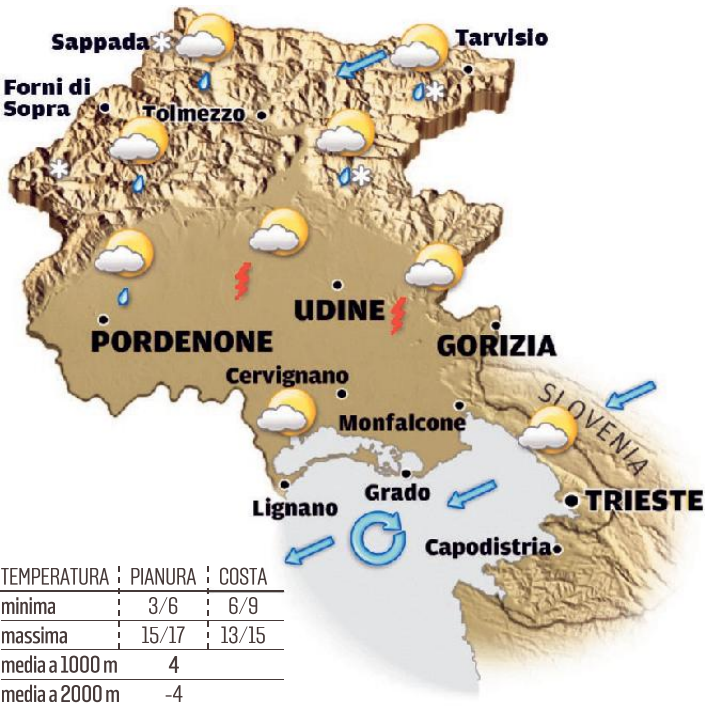 Sappada
Tarvisio
Forni di
Sopra
Tolmezzo
UDINE
PORDENONE
GORIZIA
Cervignano
SLOVENIA
Monfalcone
Lignano
Grado
TRIESTE
Capodistria
TEMPERATURA PIANURA COSTA
minima 3/6 6/9
massima 15/17 13/15
media a 1000 m 4
media a 2000 m -4